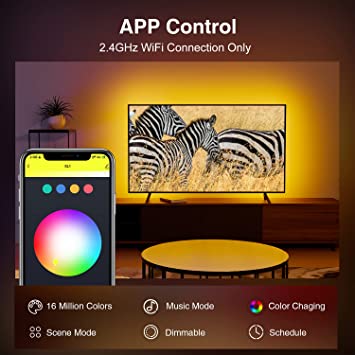 APP Control
2.4GHz WiFi Connection Only
16 Million Colors
Music Mode
Color Chaging
Scene Mode
Dimmable
Schedule